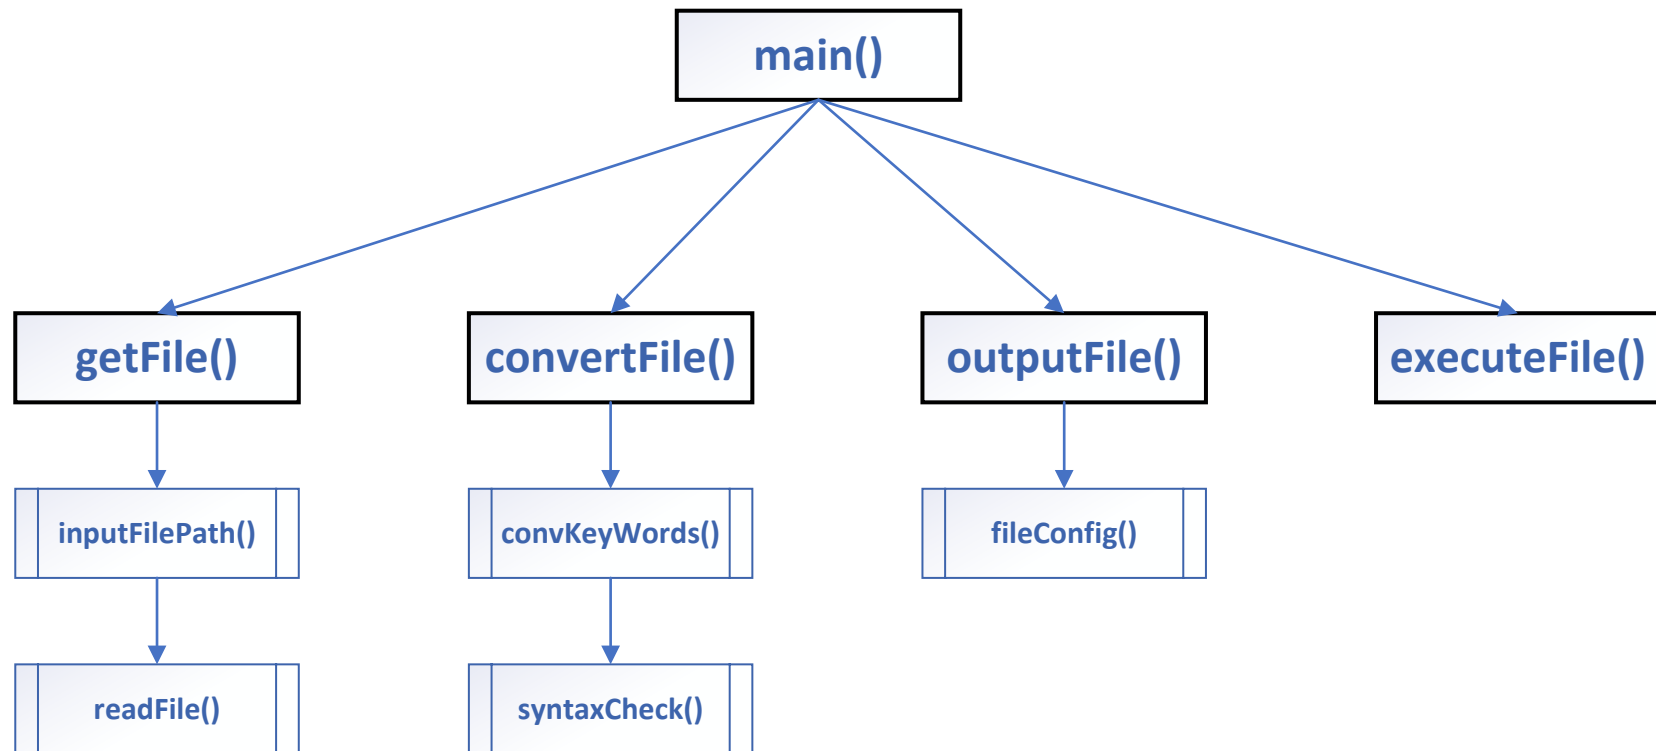 main()
getFile()
convertFile()
outputFile()
executeFile()
inputFilePath()
convKeyWords()
fileConfig()
readFile()
syntaxCheck()